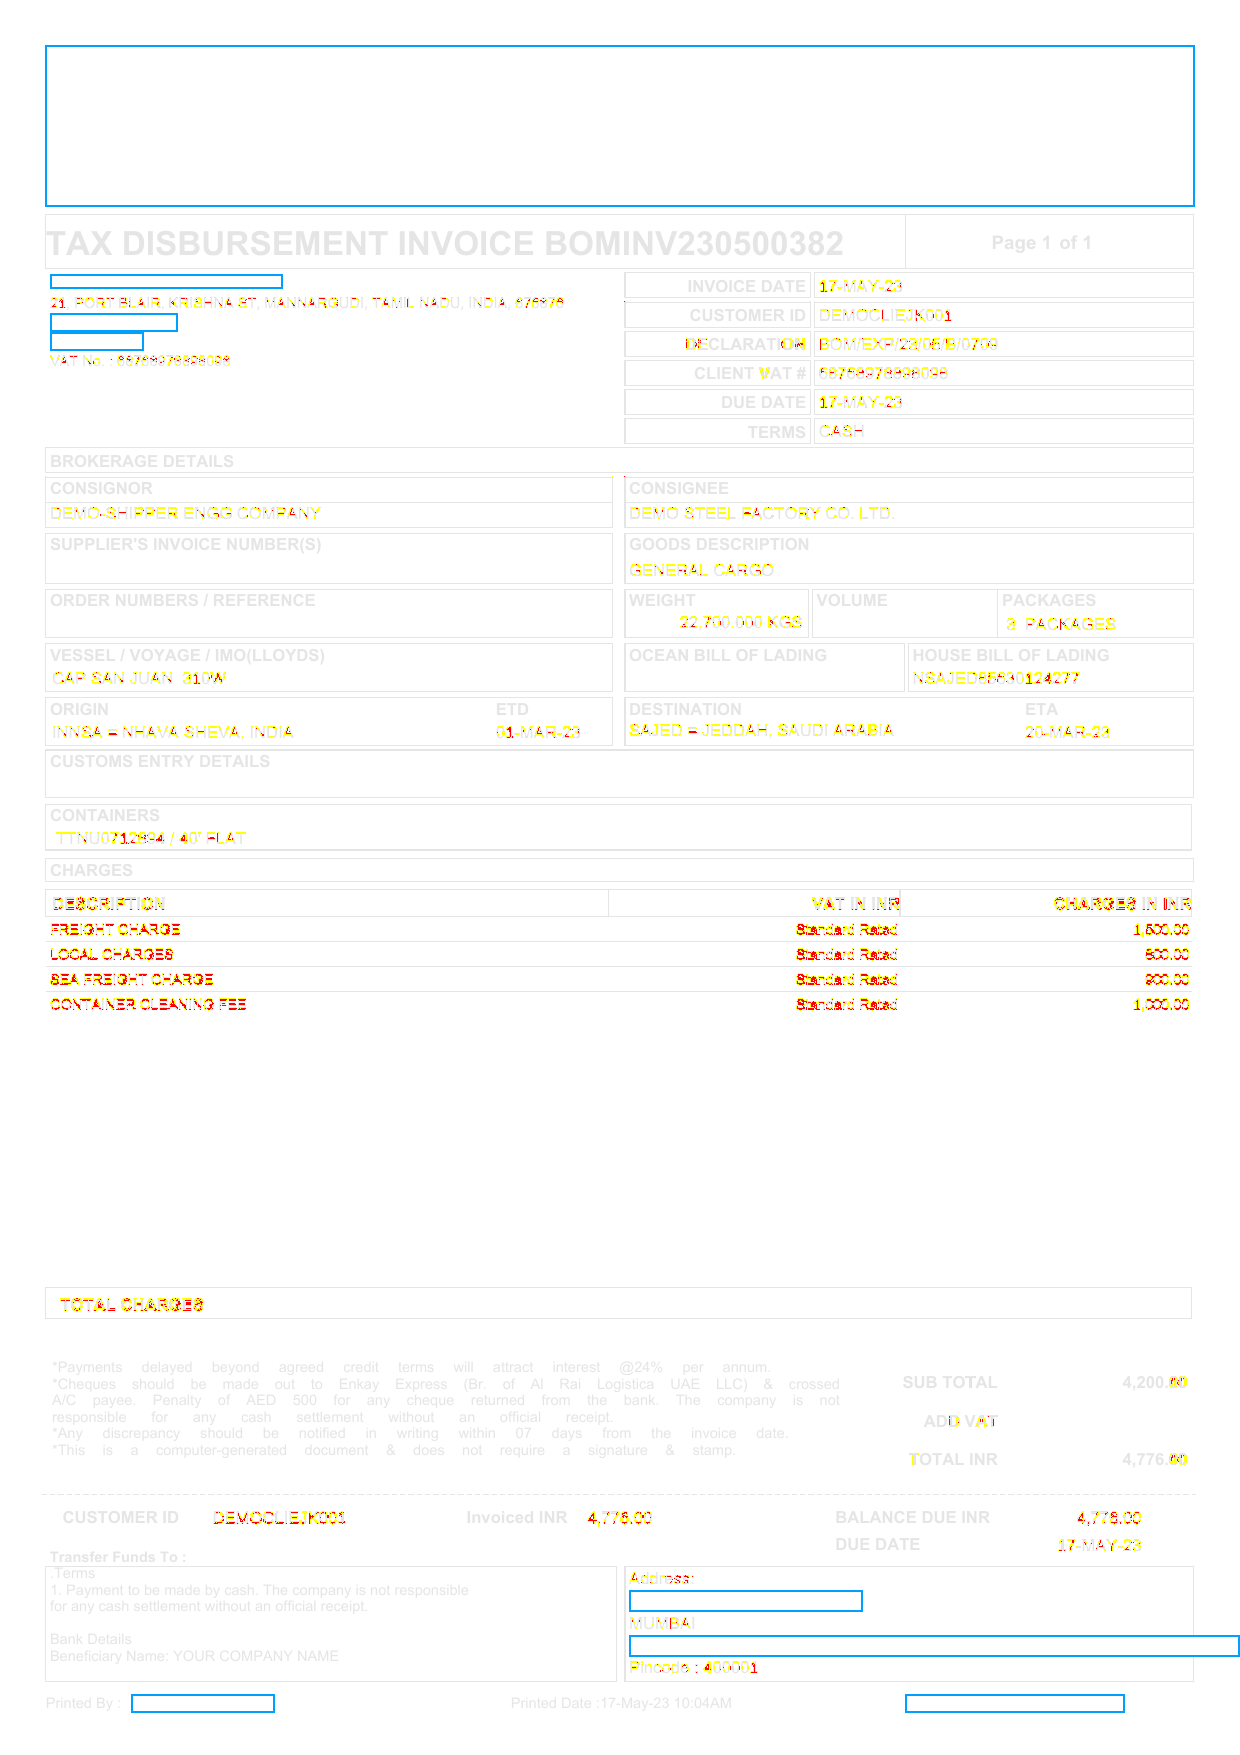 TAX DISBURSEMENT INVOICE BOMINV230500382 Page 1 of 1
INVOICE DATE 17-MAY-23
21, PORT BLAIR, KRISHNA ST, MANNARGUDI, TAMIL NADU, INDIA,
CUSTOMER ID DEMOCLIEJK001
DECLARATION BOM/EXP/23/05/B/0709
VAT No. :
CLIENT VAT #
DUE DATE 17-MAY-23
TERMS CASH
BROKERAGE DETAILS
CONSIGNOR CONSIGNEE
DEMO-SHIPPER ENGG COMPANY DEMO STEEL FACTORY CO. LTD.
SUPPLIER'S INVOICE NUMBER(S) GOODS DESCRIPTION
GENERAL CARGO
ORDER NUMBERS / REFERENCE WEIGHT VOLUME PACKAGES
22,700.000 KGS PACKAGES
VESSEL / VOYAGE / IMO(LLOYDS) OCEAN BILL OF LADING HOUSE BILL OF LADING
CAP SAN JUAN 310W
ORIGIN ETD DESTINATION ETA
INNSA = NHAVA SHEVA, INDIA 01-MAR-23 SAJED = JEDDAH, SAUDI ARABIA 20-MAR-23
CUSTOMS ENTRY DETAILS
CONTAINERS
/ 40' FLAT
CHARGES
DESCRIPTION VAT IN INR CHARGES IN INR
FREIGHT CHARGE Standard Rated 1,500.00
LOCAL CHARGES Standard Rated 800.00
SEA FREIGHT CHARGE Standard Rated 900.00
CONTAINER CLEANING FEE Standard Rated 1,000.00
TOTAL CHARGES
*Payments delayed beyond agreed credit terms will attract interest @24% per annum.
*Cheques should be made out to Enkay Express (Br. of Al Rai Logistica UAE LLC) & crossed
A/C payee. Penalty of AED 500 for any cheque returned from the bank. The company is not
responsible for any cash settlement without an official receipt.
*Any discrepancy should be notified in writing within 07 days from the invoice date.
*This is a computer-generated document & does not require a signature & stamp.
SUB TOTAL 4,200.00
ADD VAT
TOTAL INR 4,776.00
CUSTOMER ID DEMOCLIEJK001 Invoiced INR 4,776.00 BALANCE DUE INR 4,776.00
DUE DATE 17-MAY-23
Transfer Funds To :
.Terms
1. Payment to be made by cash. The company is not responsible
for any cash settlement without an official receipt.
Bank Details
Beneficiary Name: YOUR COMPANY NAME
Address:
MUMBAI
Pincode : 400001
Printed By : Printed Date :17-May-23 10:04AM